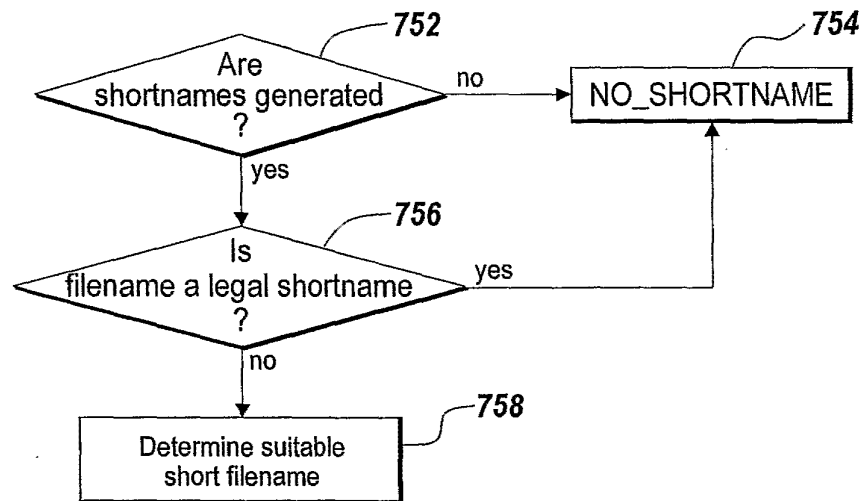 752
Are
shortnames generated
?
no
754
NO_SHORTNAME
yes
756
Is
filename a legal shortname
?
yes
no
758
Determine suitable
short filename